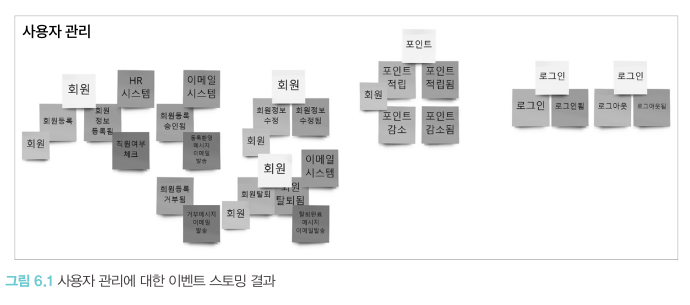 사용자 관리
회원
HR
시스템
이메일
시스템
회원등록
회원
정보
등록됨
회원
직원여부
체크
회원등록
승인됨
등록환영
메시지
이메일
발송
회원등록
거부됨
거부메시지
이메일
발송
회원
회원정보
수정
회원정보
수정됨
회원
회원
이메일
시스템
회원탈퇴
회원
탈퇴됨
회원
탈퇴완료
메시지
이메일발송
포인트
포인트
적립
포인트
적립됨
회원
포인트
감소
포인트
감소됨
로그인
로그인
로그인됨
로그인
로그아웃
로그아웃됨
그림 6.1 사용자 관리에 대한 이벤트 스토밍 결과